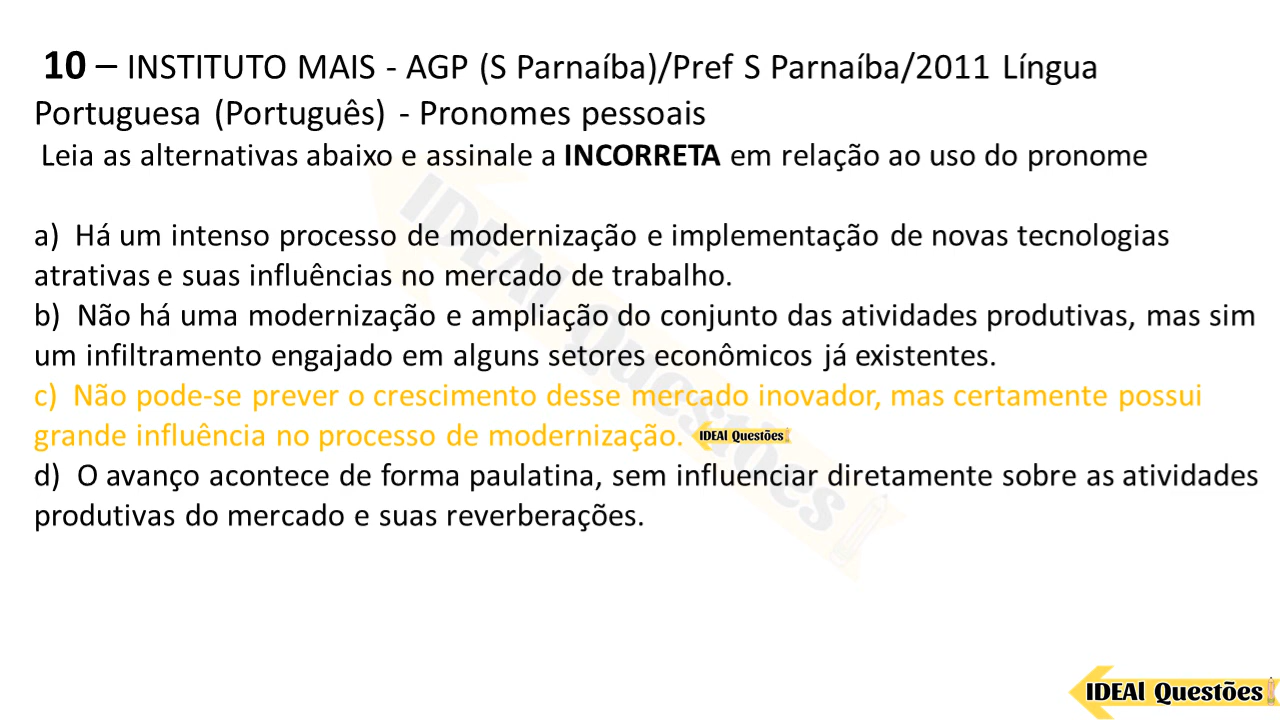 10 – INSTITUTO MAIS - AGP (S Parnaíba)/Pref S Parnaíba/2011 Língua
Portuguesa (Português) - Pronomes pessoais
Leia as alternativas abaixo e assinale a INCORRETA em relação ao uso do pronome
a) Há um intenso processo de modernização e implementação de novas tecnologias
atrativas e suas influências no mercado de trabalho.
b) Não há uma modernização e ampliação do conjunto das atividades produtivas, mas sim
um infiltramento engajado em alguns setores econômicos já existentes.
c) Não pode-se prever o crescimento desse mercado inovador, mas certamente possui
grande influência no processo de modernização. IDEAl Questões
d) O avanço acontece de forma paulatina, sem influenciar diretamente sobre as atividades
produtivas do mercado e suas reverberações.
IDEAl Questões
IDEAl Questões